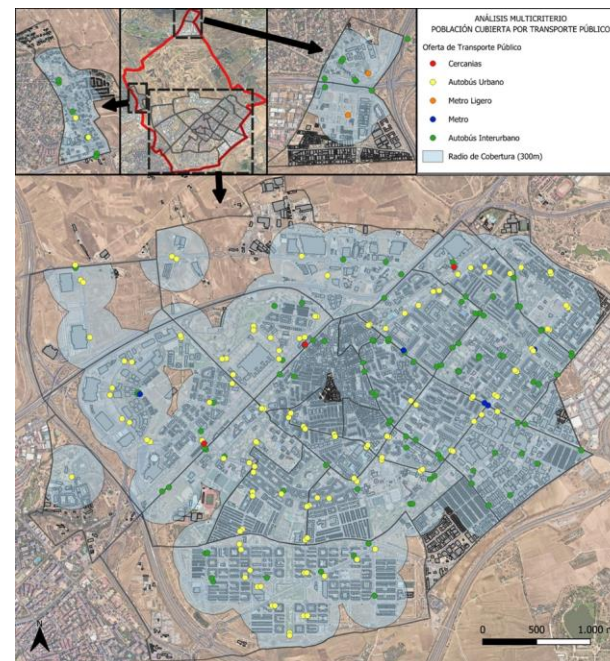 ANÁLISIS MULTICRITERIO
POBLACIÓN CUBIERTA POR TRANSPORTE PÚBLICO
Oferta de Transporte Público
Cercanías
Autobús Urbano
Metro Ligero
Metro
Autobús Interurbano
Radio de Cobertura (300m)
N
0 500 1.000 m